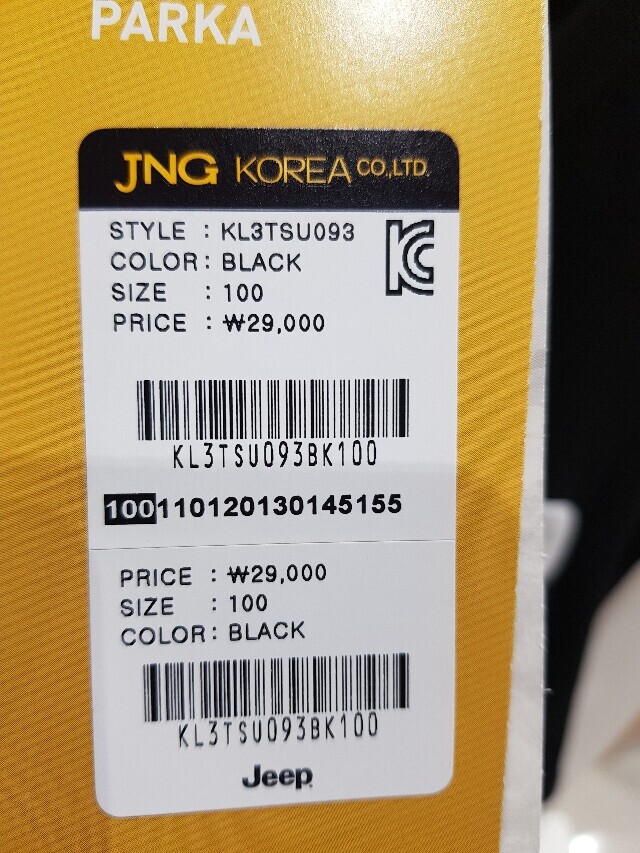 PARKA
JNG KOREA CO.,LTD.
STYLE : KL3TSU093
COLOR : BLACK
SIZE : 100
PRICE : ₩29,000
KL3TSU093BK100
100110120130145155
PRICE : ₩29,000
SIZE : 100
COLOR : BLACK
KL3TSU093BK100
Jeep